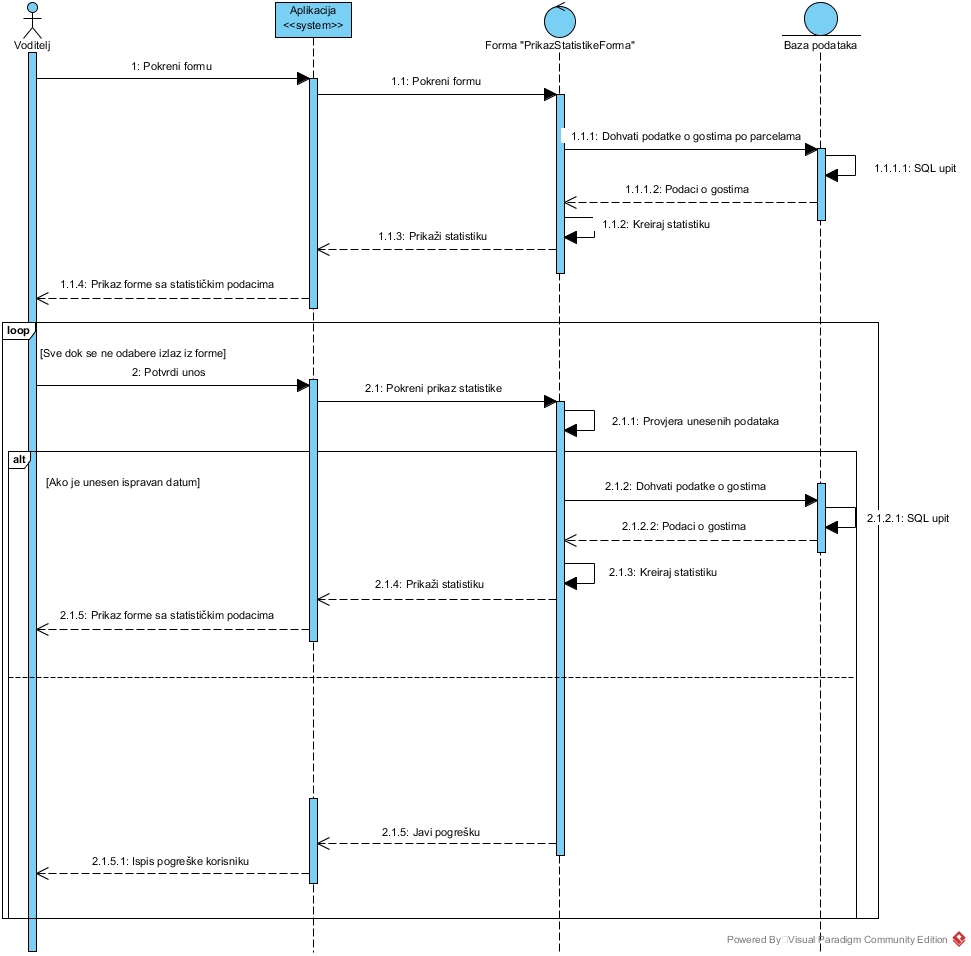 Voditelj
Aplikacija
<<system>>
Forma "PrikazStatistikeForma"
Baza podataka
1: Pokreni formu
1.1: Pokreni formu
1.1.1: Dohvati podatke o gostima po parcelama
1.1.1.1: SQL upit
1.1.1.2: Podaci o gostima
1.1.2: Kreiraj statistiku
1.1.3: Prikaži statistiku
1.1.4: Prikaz forme sa statističkim podacima
loop
[Sve dok se ne odabere izlaz iz forme]
2: Potvrdi unos
2.1: Pokreni prikaz statistike
2.1.1: Provjera unesenih podataka
alt
[Ako je unesen ispravan datum]
2.1.2: Dohvati podatke o gostima
2.1.2.1: SQL upit
2.1.2.2: Podaci o gostima
2.1.3: Kreiraj statistiku
2.1.4: Prikaži statistiku
2.1.5: Prikaz forme sa statističkim podacima
2.1.5: Javi pogrešku
2.1.5.1: Ispis pogreške korisniku
Powered By Visual Paradigm Community Edition